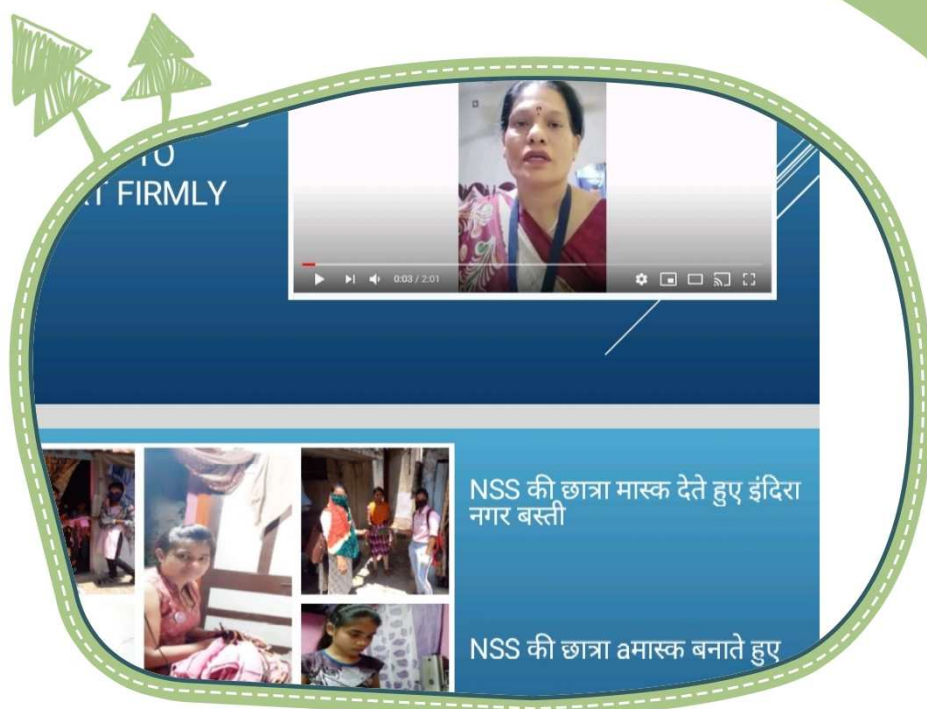 TO
FIRMLY
0:03 / 2:01
NSS की छात्रा मास्क देते हुए इंदिरा
नगर बस्ती
NSS की छात्रा aमास्क बनाते हुए